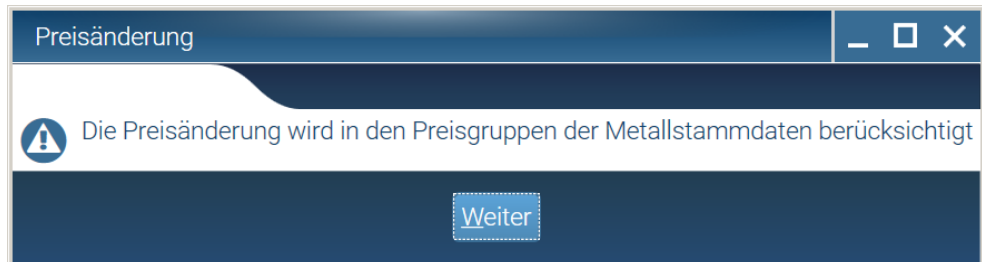 Preisänderung
Die Preisänderung wird in den Preisgruppen der Metallstammdaten berücksichtigt
Weiter